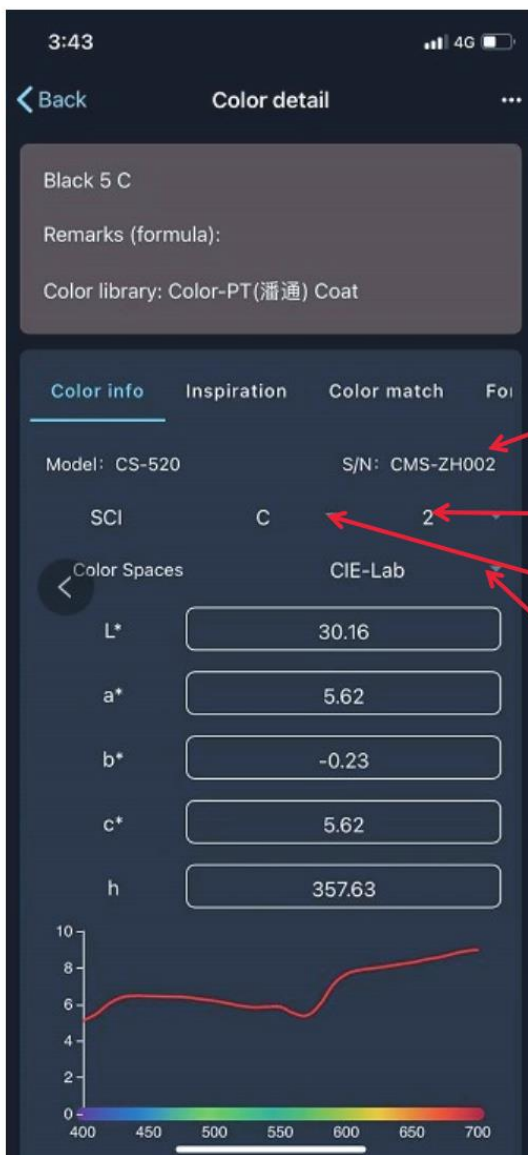 3:43 4G
Back Color detail
Black 5 C
Remarks (formula):
Color library: Color-PT(潘通) Coat
Color info Inspiration Color match For
Model: CS-520 S/N: CMS-ZH002
SCI C 2
Color Spaces CIE-Lab
L* 30.16
a* 5.62
b* -0.23
c* 5.62
h 357.63
10
8
6
4
2
0
400 450 500 550 600 650 700